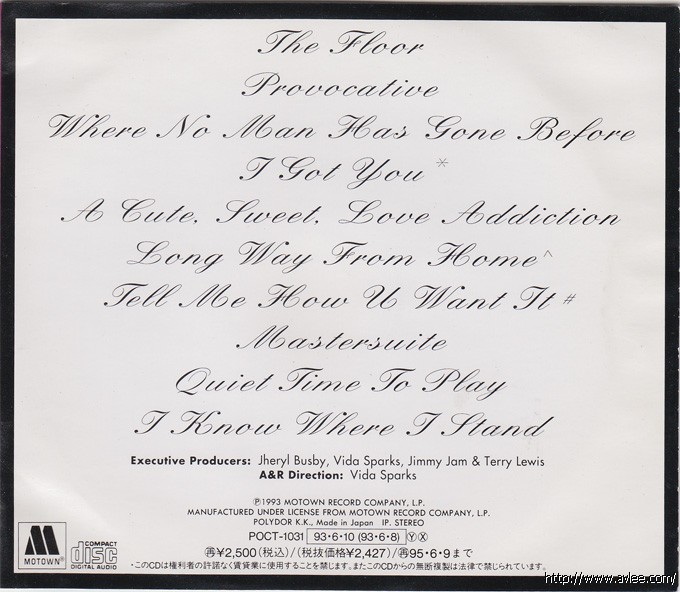 The Floor
Provocative
Where No Man Has Gone Before
I Got You *
A Cute, Sweet, Love Addiction
Long Way From Home ^
Tell Me How U Want It #
Mastersuite
Quiet Time To Play
I Know Where I Stand
Executive Producers: Jheryl Busby, Vida Sparks, Jimmy Jam & Terry Lewis
A&R Direction: Vida Sparks
Ⓟ1993 MOTOWN RECORD COMPANY, L.P.
MANUFACTURED UNDER LICENSE FROM MOTOWN RECORD COMPANY, L.P.
POLYDOR K.K., Made in Japan IP. STEREO
POCT-1031 93·6·10 (93·6·8) Ⓨ Ⓧ
M
MOTOWN®
COMPACT
disc
DIGITAL AUDIO
再¥2,500(税込)/(税抜価格¥2,427)/再95·6·9まで
・このCDは権利者の許諾なく賃貸業に使用することを禁じます。またこのCDからの無断複製は法律で禁じられています。
http://www.avlee.com